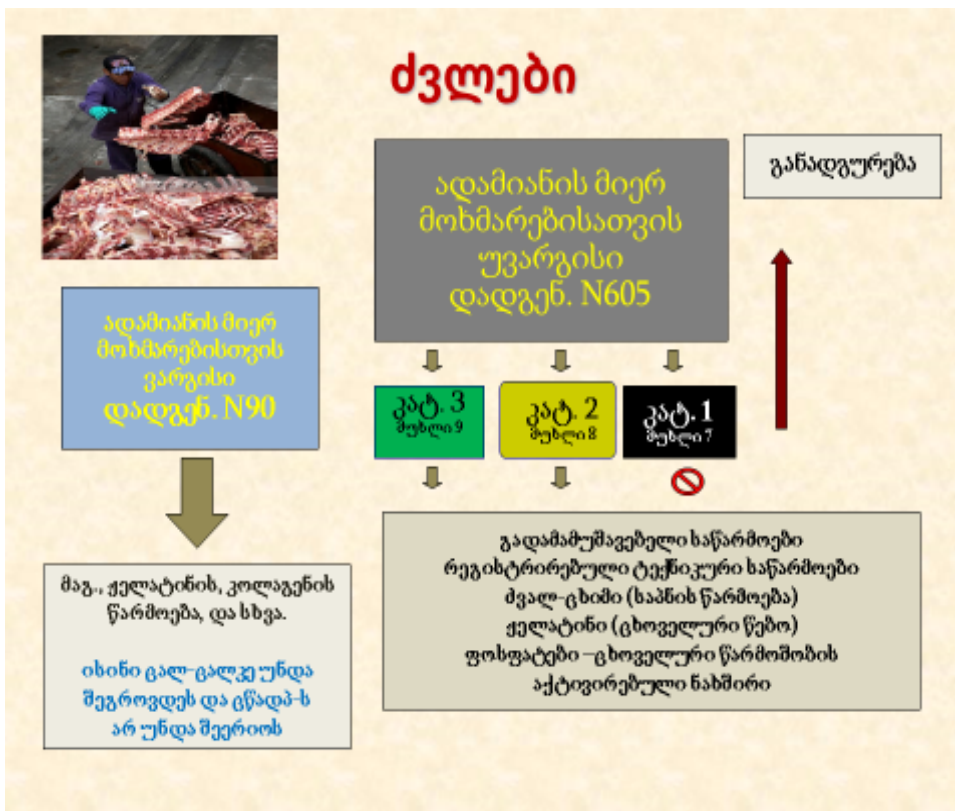 ძვლები
ადამიანის მიერ
მოხმარებისათვის
უვარგისი
დადგენ. N605
განადგურება
ადამიანის მიერ
მოხმარებისთვის
ვარგისი
დადგენ. N90
კატ. 3
მუხლი 9
კატ. 2
მუხლი 8
კატ. 1
მუხლი 7
მაგ., ჟელატინის, კოლაგენის
წარმოება, და სხვა.
ისინი ცალ-ცალკე უნდა
შეგროვდეს და ცწადპ-ს
არ უნდა შეერიოს
გადამამუშავებელი საწარმოები
რეგისტრირებული ტექნიკური საწარმოები
ძვალ-ცხიმი (საპნის წარმოება)
ჟელატინი (ცხოველური წებო)
ფოსფატები –ცხოველური წარმოშობის
აქტივირებული ნახშირი